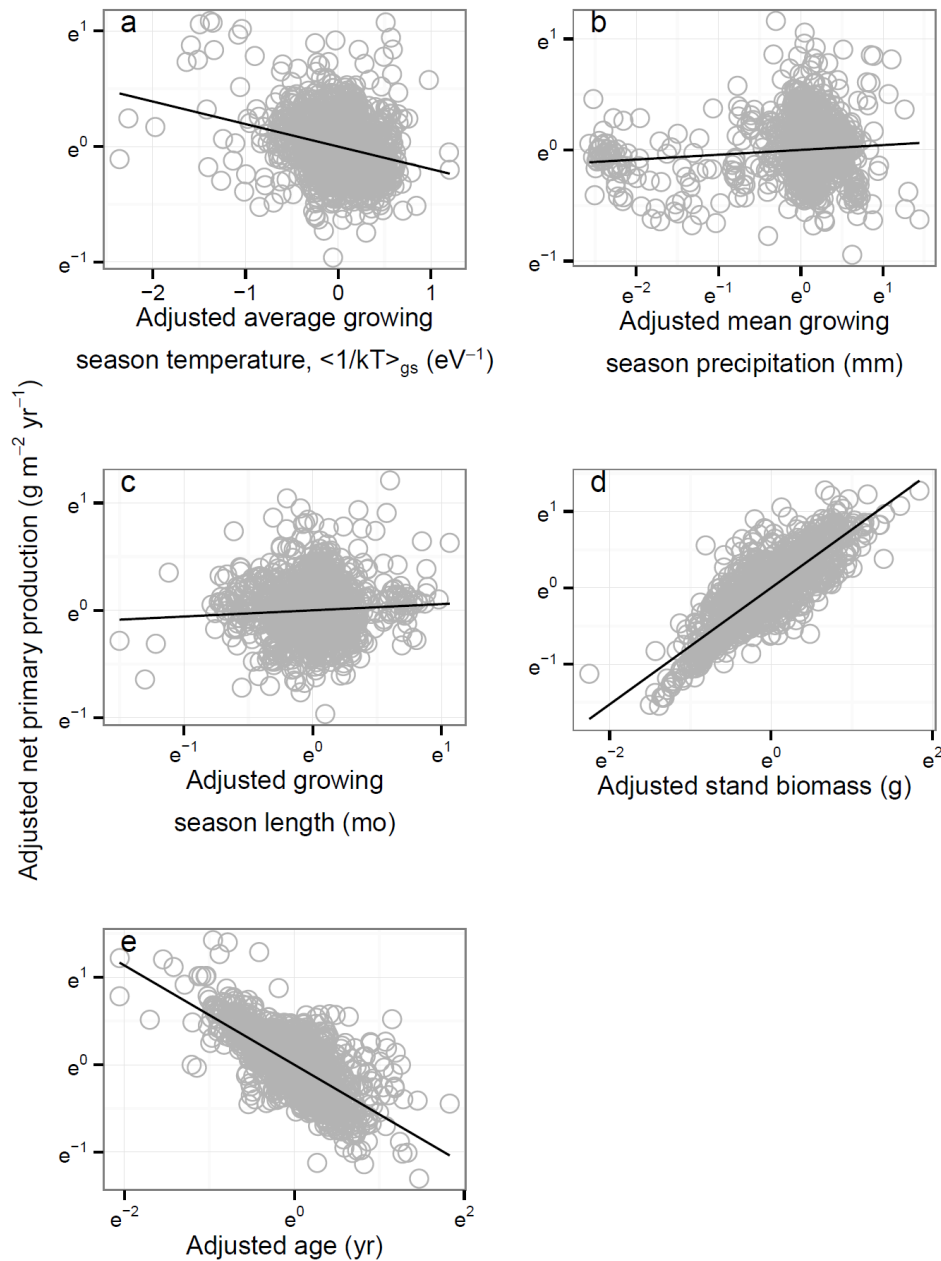 Adjusted net primary production (g m⁻² yr⁻¹)
a
e¹
e⁰
e⁻¹
−2 −1 0 1
Adjusted average growing
season temperature, <1/kT>gs (eV⁻¹)
b
e¹
e⁰
e⁻¹
e⁻² e⁻¹ e⁰ e¹
Adjusted mean growing
season precipitation (mm)
c
e¹
e⁰
e⁻¹
e⁻¹ e⁰ e¹
Adjusted growing
season length (mo)
d
e¹
e⁰
e⁻¹
e⁻² e⁰ e²
Adjusted stand biomass (g)
e
e¹
e⁰
e⁻¹
e⁻² e⁰ e²
Adjusted age (yr)